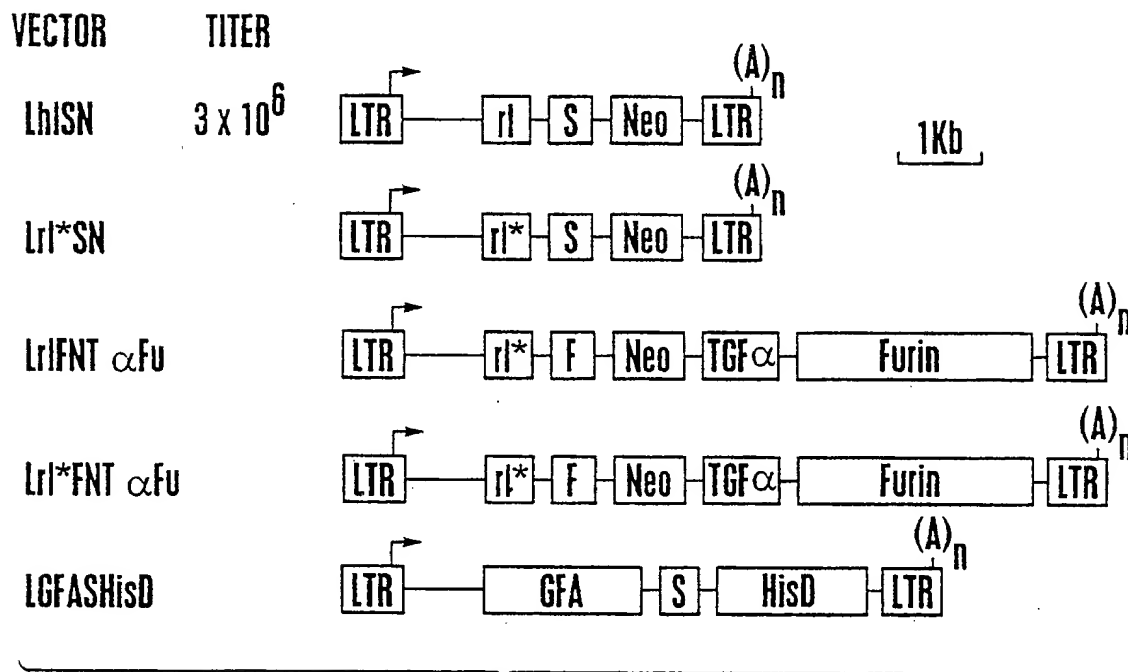 VECTOR TITER
LhISN 3 x 10^6 LTR rI S Neo LTR (A)n
1Kb
LrI*SN LTR rI* S Neo LTR (A)n
LrIFNT αFu LTR rI* F Neo TGFα Furin LTR (A)n
LrI*FNT αFu LTR rI* F Neo TGFα Furin LTR (A)n
LGFASHisD LTR GFA S HisD LTR (A)n